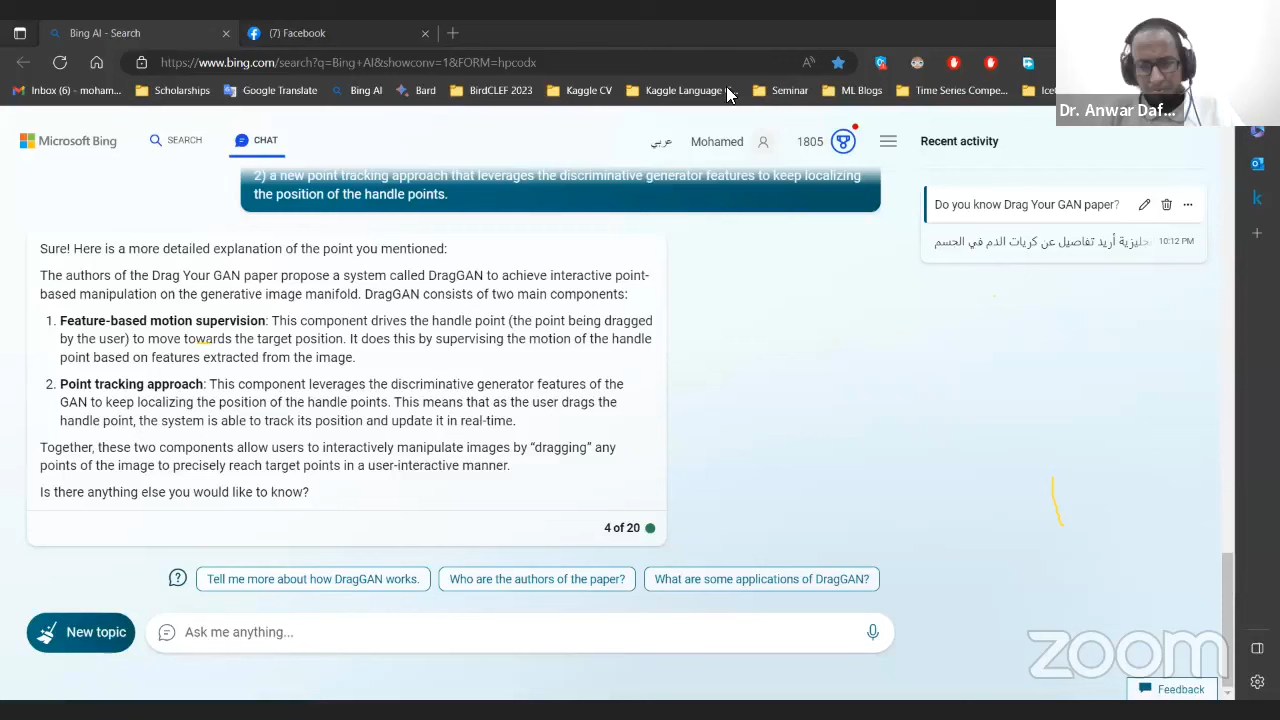 Bing AI - Search
(7) Facebook
https://www.bing.com/search?q=Bing+AI&showconv=1&FORM=hpcodx
Inbox (6) - moham...
Scholarships
Google Translate
Bing AI
Bard
BirdCLEF 2023
Kaggle CV
Kaggle Language
Seminar
ML Blogs
Time Series Compe...
Dr. Anwar Daf...
Microsoft Bing
SEARCH
CHAT
عربي
Mohamed
1805
Recent activity
2) a new point tracking approach that leverages the discriminative generator features to keep localizing
the position of the handle points.
Do you know Drag Your GAN paper?
أريد تفاصيل عن كريات الدم في الجسم
10:12 PM
Sure! Here is a more detailed explanation of the point you mentioned:
The authors of the Drag Your GAN paper propose a system called DragGAN to achieve interactive point-
based manipulation on the generative image manifold. DragGAN consists of two main components:
1. Feature-based motion supervision: This component drives the handle point (the point being dragged
by the user) to move towards the target position. It does this by supervising the motion of the handle
point based on features extracted from the image.
2. Point tracking approach: This component leverages the discriminative generator features of the
GAN to keep localizing the position of the handle points. This means that as the user drags the
handle point, the system is able to track its position and update it in real-time.
Together, these two components allow users to interactively manipulate images by “dragging” any
points of the image to precisely reach target points in a user-interactive manner.
Is there anything else you would like to know?
4 of 20
Tell me more about how DragGAN works.
Who are the authors of the paper?
What are some applications of DragGAN?
New topic
Ask me anything...
zoom
Feedback